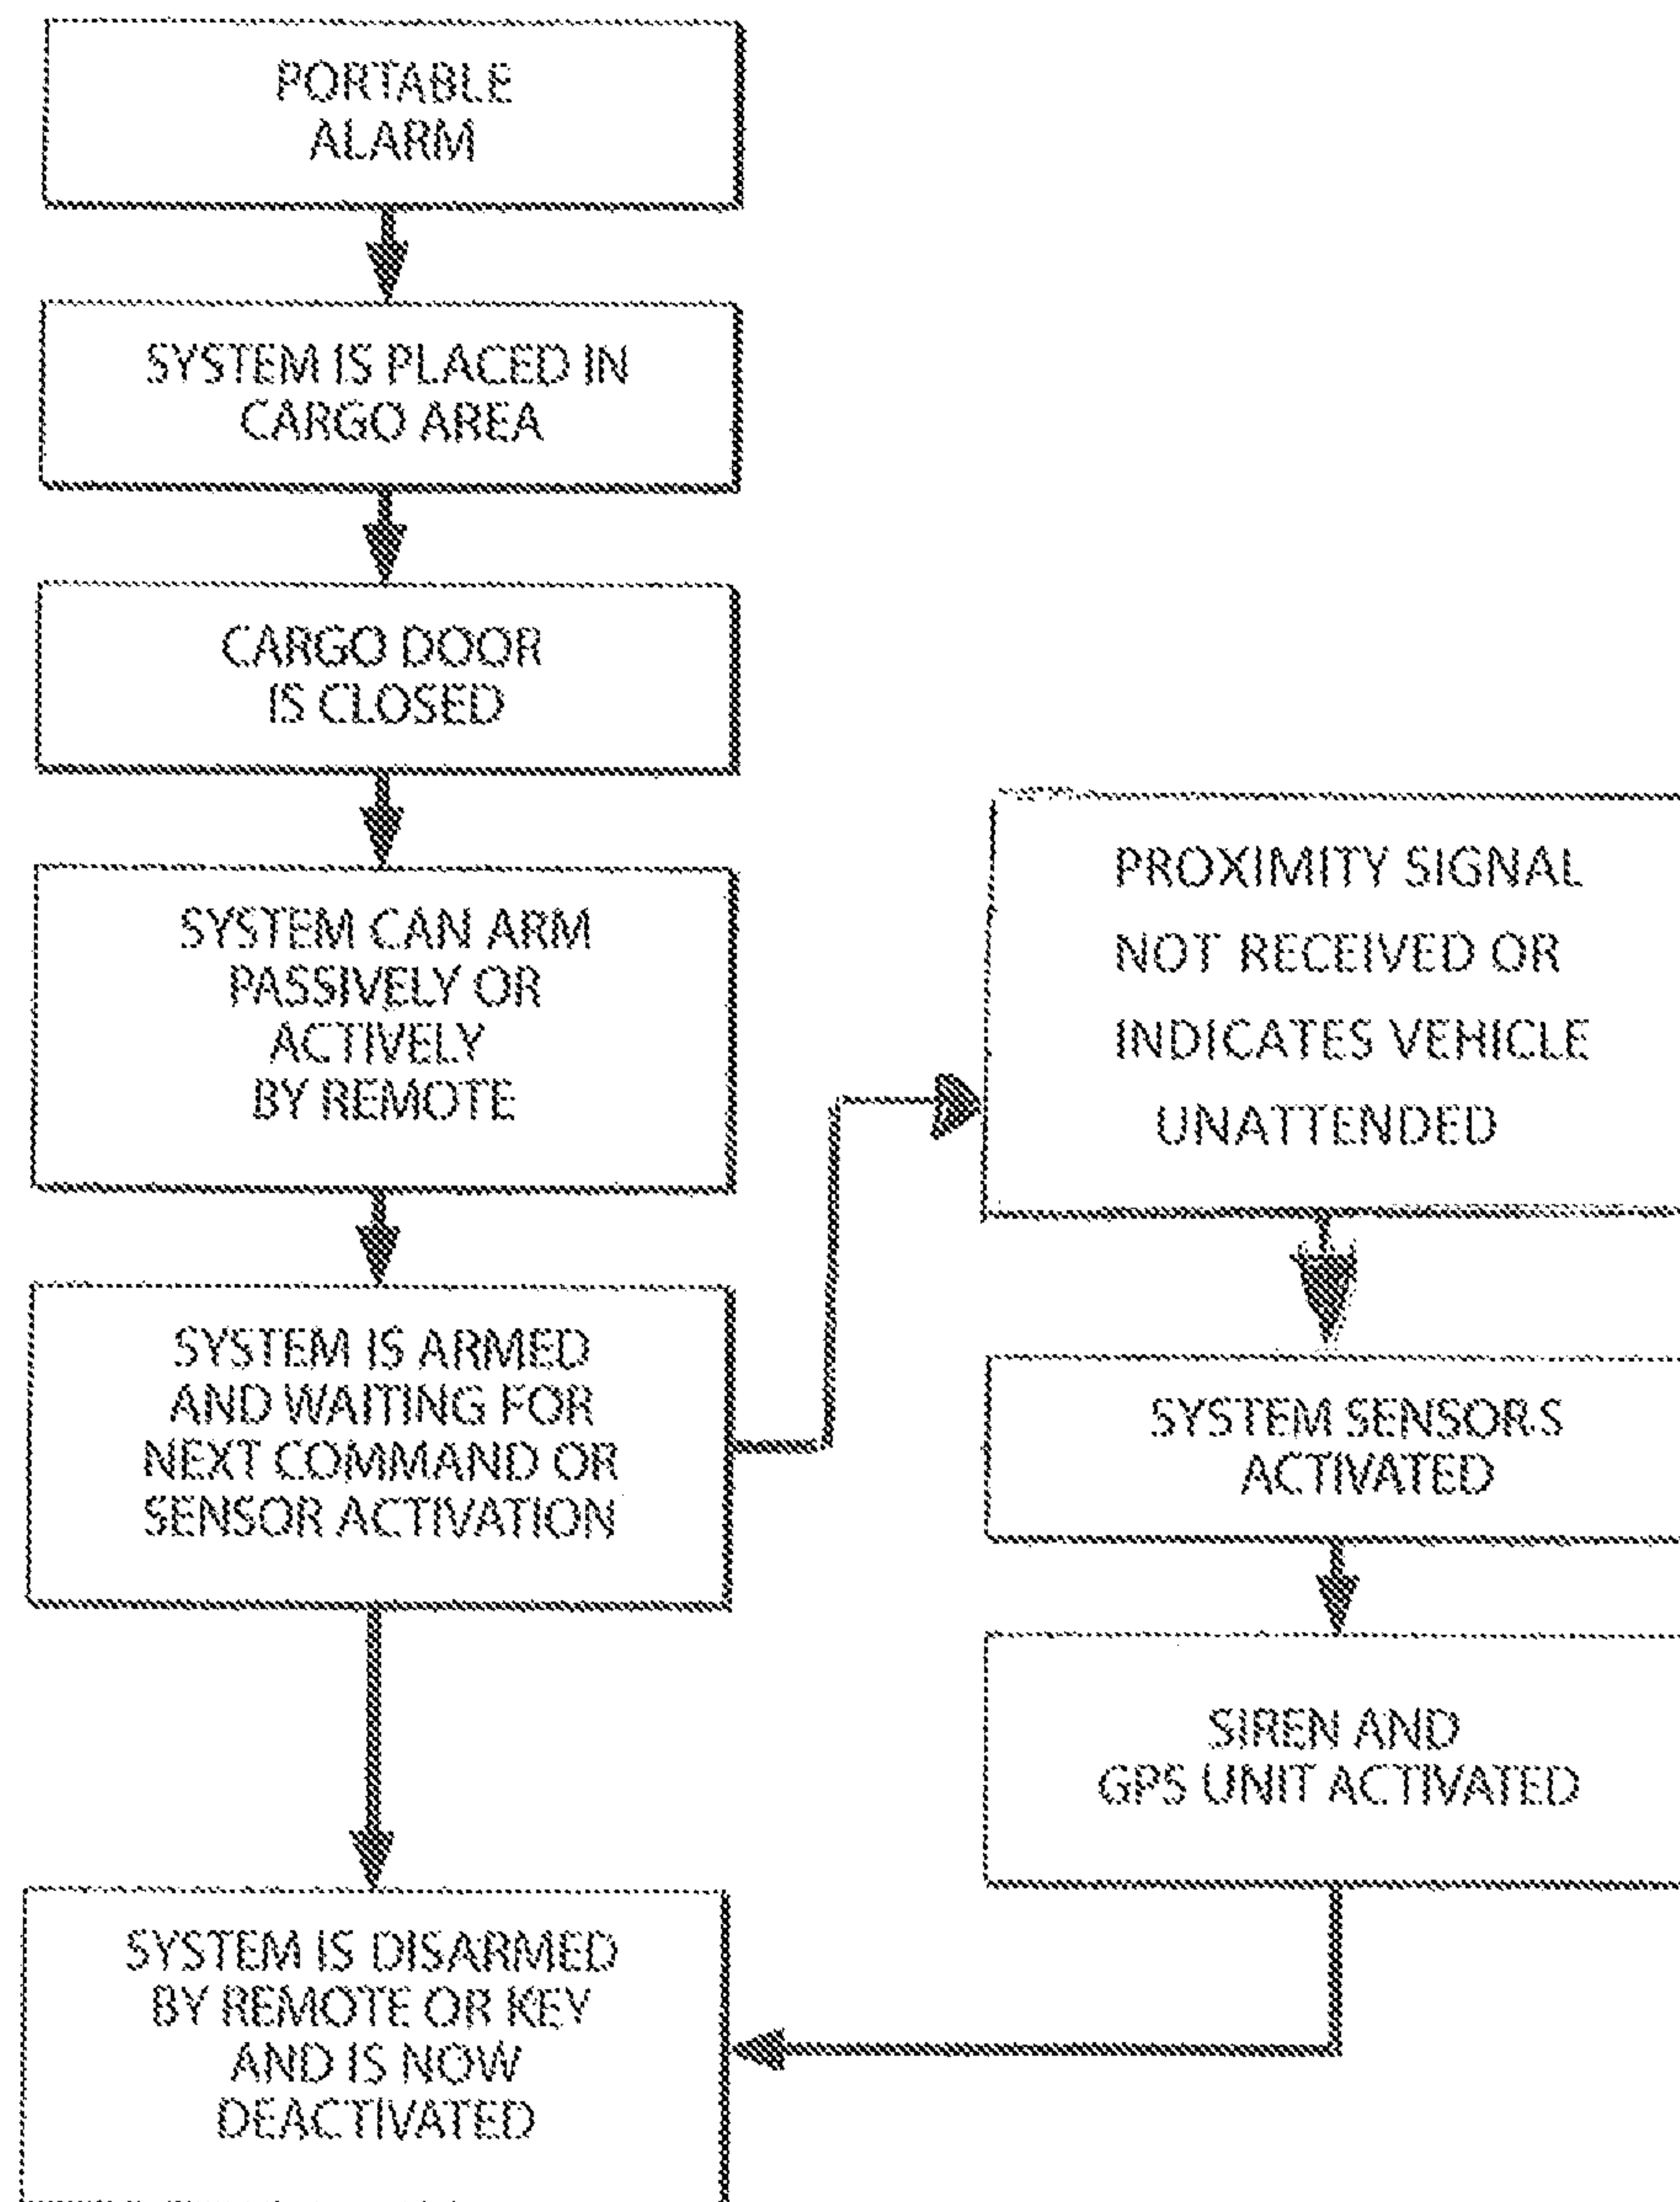 PORTABLE
ALARM
SYSTEM IS PLACED IN
CARGO AREA
CARGO DOOR
IS CLOSED
SYSTEM CAN ARM
PASSIVELY OR
ACTIVELY
BY REMOTE
SYSTEM IS ARMED
AND WAITING FOR
NEXT COMMAND OR
SENSOR ACTIVATION
PROXIMITY SIGNAL
NOT RECEIVED OR
INDICATES VEHICLE
UNATTENDED
SYSTEM SENSORS
ACTIVATED
SIREN AND
GPS UNIT ACTIVATED
SYSTEM IS DISARMED
BY REMOTE OR KEY
AND IS NOW
DEACTIVATED